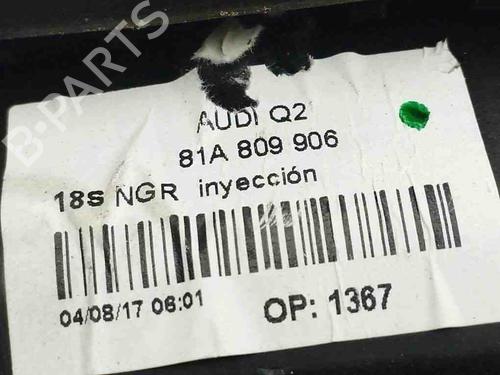 B-PARTS
AUDI Q2
81A 809 906
18S NGR inyección
04/08/17 06:01
OP: 1367